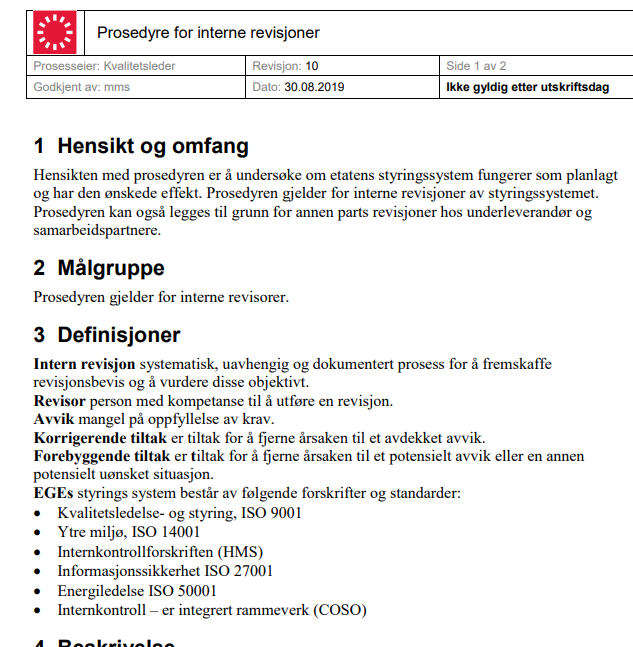 Prosedyre for interne revisjoner
Prosesseier: Kvalitetsleder
Revisjon: 10
Side 1 av 2
Godkjent av: mms
Dato: 30.08.2019
Ikke gyldig etter utskriftsdag
1 Hensikt og omfang
Hensikten med prosedyren er å undersøke om etatens styringssystem fungerer som planlagt
og har den ønskede effekt. Prosedyren gjelder for interne revisjoner av styringssystemet.
Prosedyren kan også legges til grunn for annen parts revisjoner hos underleverandør og
samarbeidspartnere.
2 Målgruppe
Prosedyren gjelder for interne revisorer.
3 Definisjoner
Intern revisjon systematisk, uavhengig og dokumentert prosess for å fremskaffe
revisjonsbevis og å vurdere disse objektivt.
Revisor person med kompetanse til å utføre en revisjon.
Avvik mangel på oppfyllelse av krav.
Korrigerende tiltak er tiltak for å fjerne årsaken til et avdekket avvik.
Forebyggende tiltak er tiltak for å fjerne årsaken til et potensielt avvik eller en annen
potensielt uønsket situasjon.
EGEs styrings system består av følgende forskrifter og standarder:
• Kvalitetsledelse- og styring, ISO 9001
• Ytre miljø, ISO 14001
• Internkontrollforskriften (HMS)
• Informasjonssikkerhet ISO 27001
• Energiledelse ISO 50001
• Internkontroll – er integrert rammeverk (COSO)
4 Beskrivelse